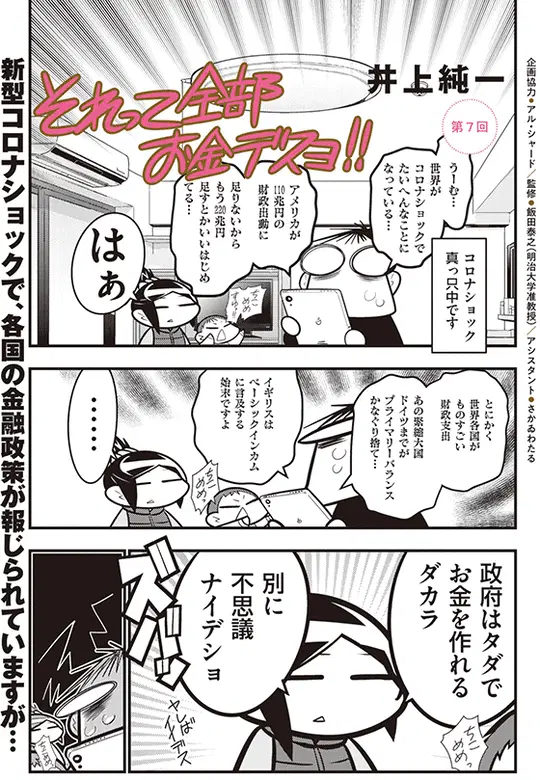 企画協力●アル・シャード/監修●飯田泰之(明治大学准教授)/アシスタント●さかゐわたる
井上純一
それって全部
お金デスヨ!!
第7回
コロナショック
真っ只中です
うーむ…
世界が
コロナショックで
たいへんなことに
なっている…
アメリカが
110兆円の
財政出動に
足りないから
もう220兆円
足すとかいいはじめ
てる…
ちこ
めめ
はぁ
とにかく
世界各国が
ものすごい
財政支出
あの緊縮大国
ドイツまでが
プライマリーバランス
かなぐり捨て…
イギリスは
ベーシックインカム
に言及する
始末ですよ
ちこ
めめっ
……
政府はタダで
お金を作れる
ダカラ
別に
不思議
ナイデショ
ちこ
めめっ
新型コロナショックで、各国の金融政策が報じられていますが…